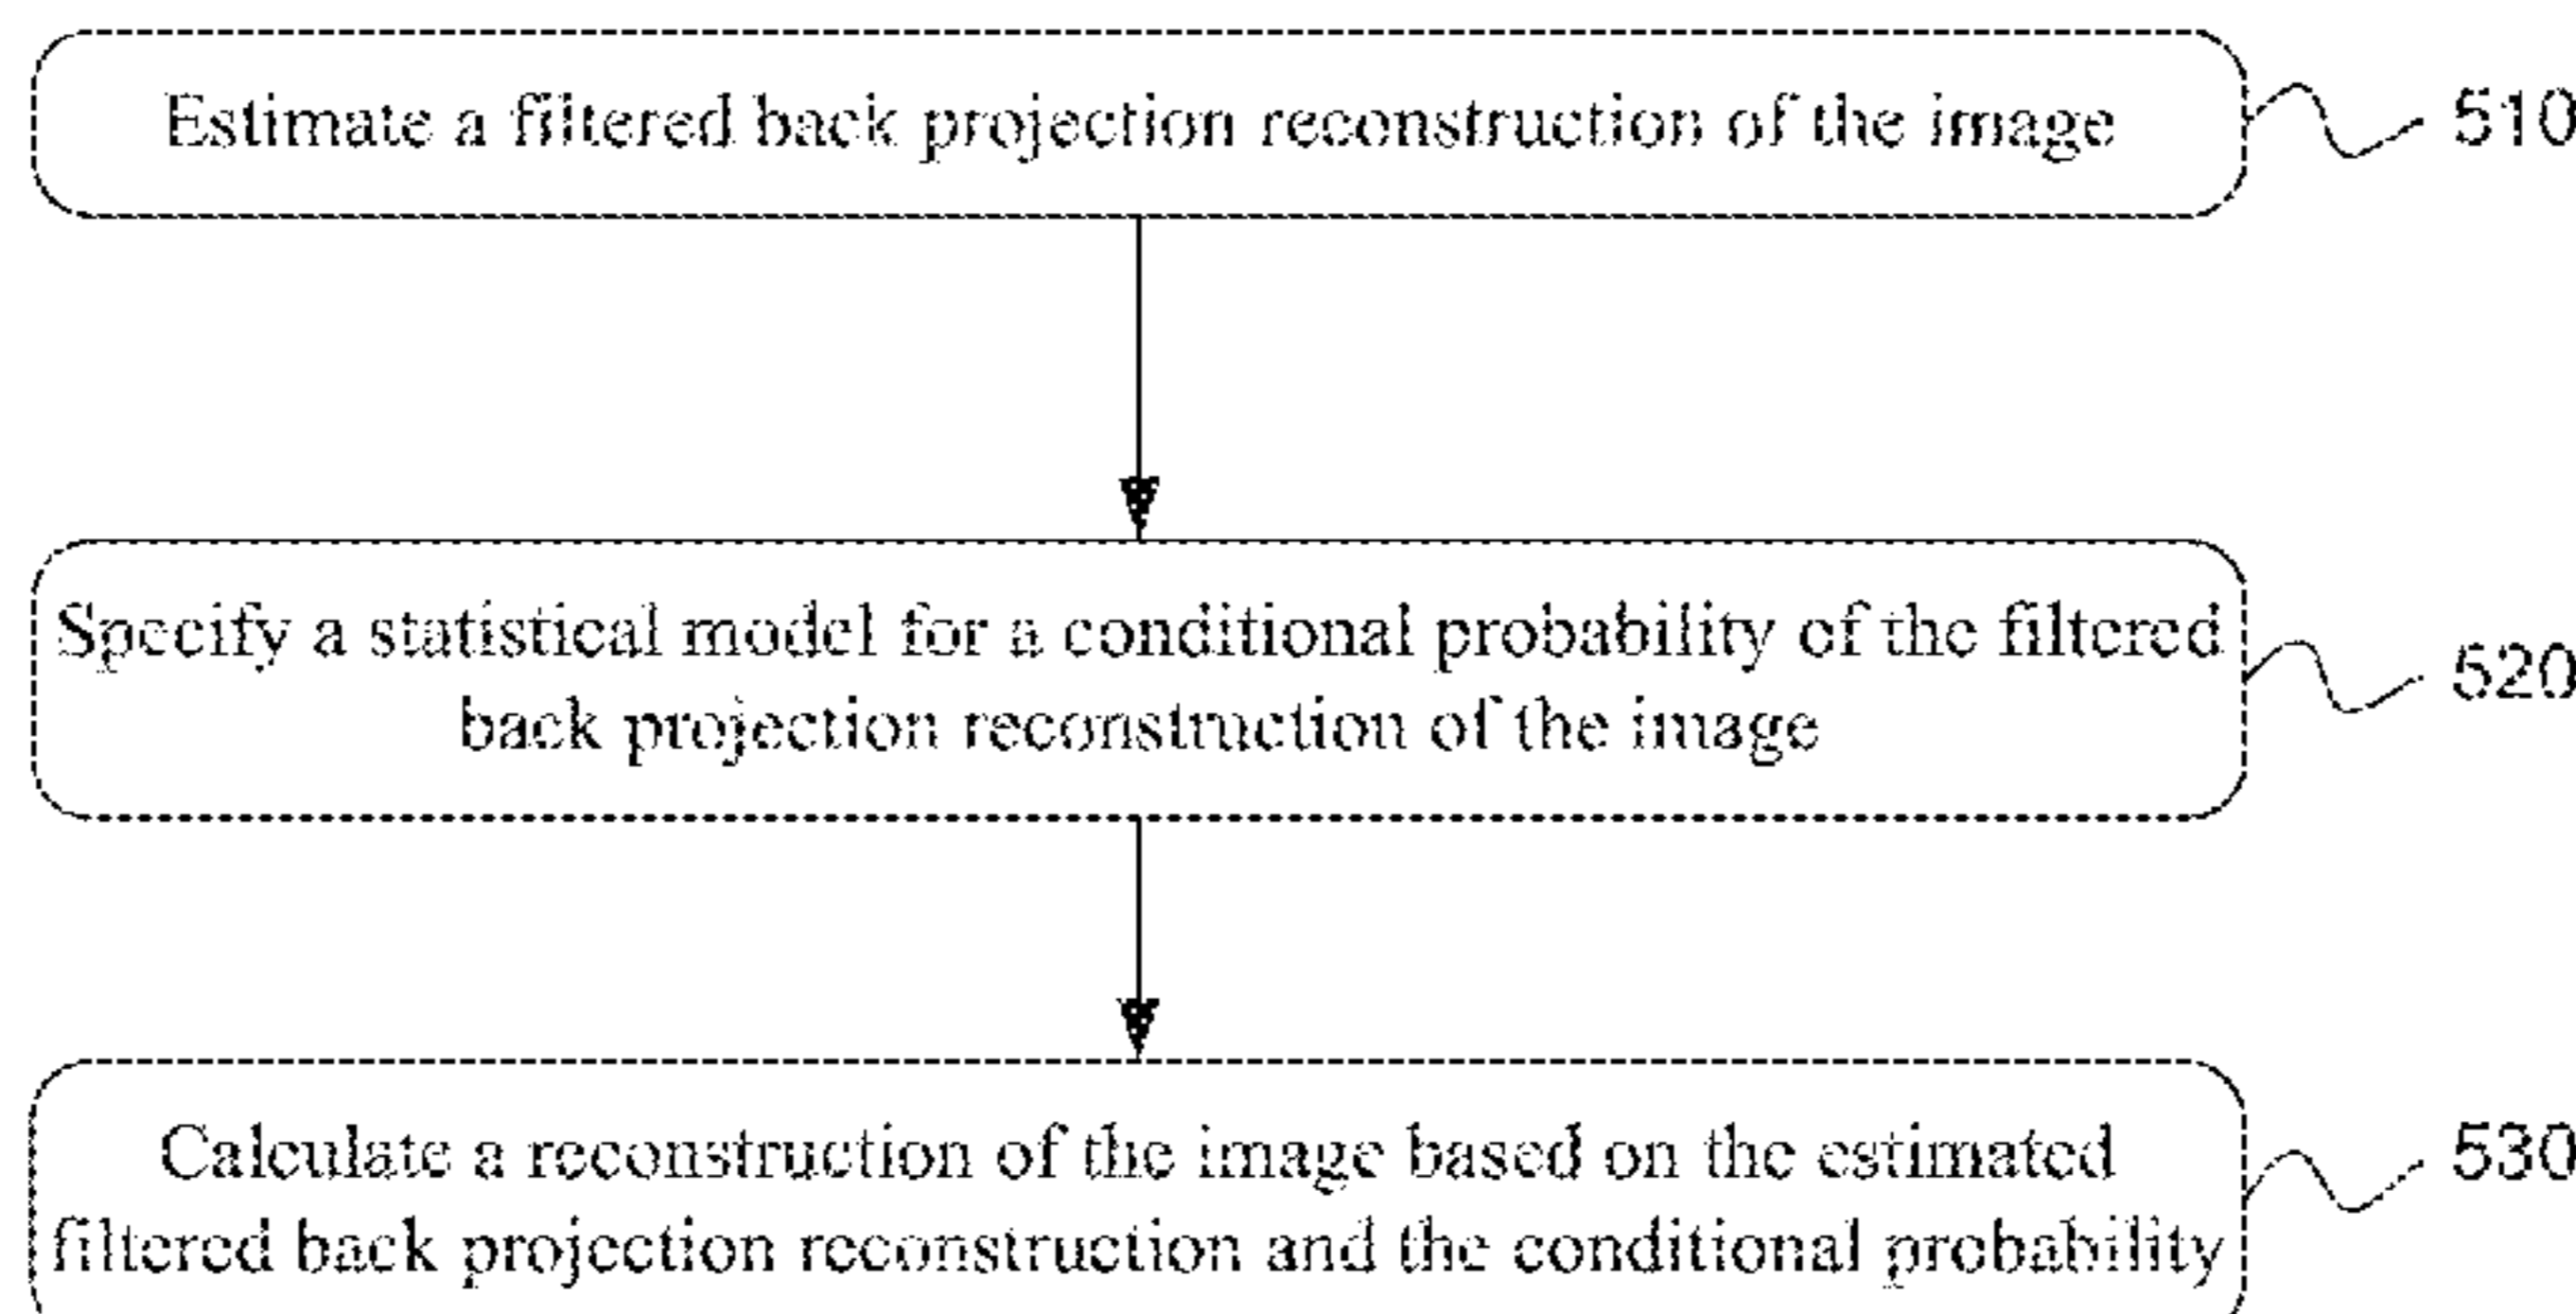 Estimate a filtered back projection reconstruction of the image
510
Specify a statistical model for a conditional probability of the filtered
back projection reconstruction of the image
520
Calculate a reconstruction of the image based on the estimated
filtered back projection reconstruction and the conditional probability
530